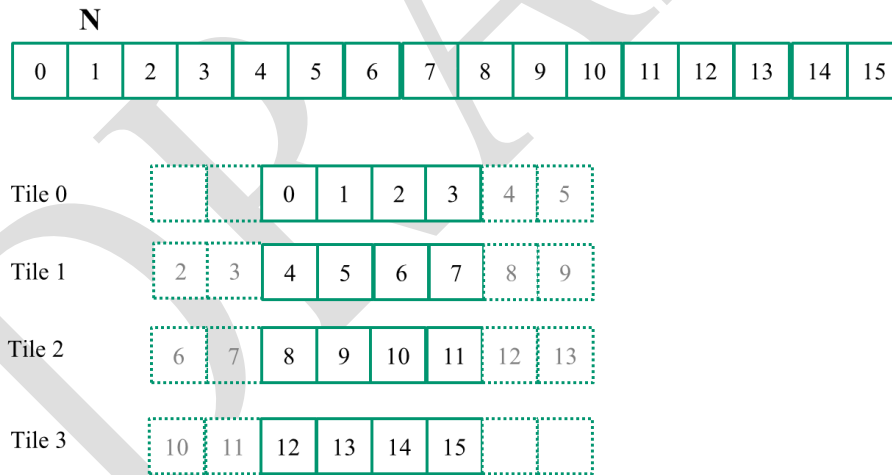 N
0 1 2 3 4 5 6 7 8 9 10 11 12 13 14 15
Tile 0 0 1 2 3 4 5
Tile 1 2 3 4 5 6 7 8 9
Tile 2 6 7 8 9 10 11 12 13
Tile 3 10 11 12 13 14 15